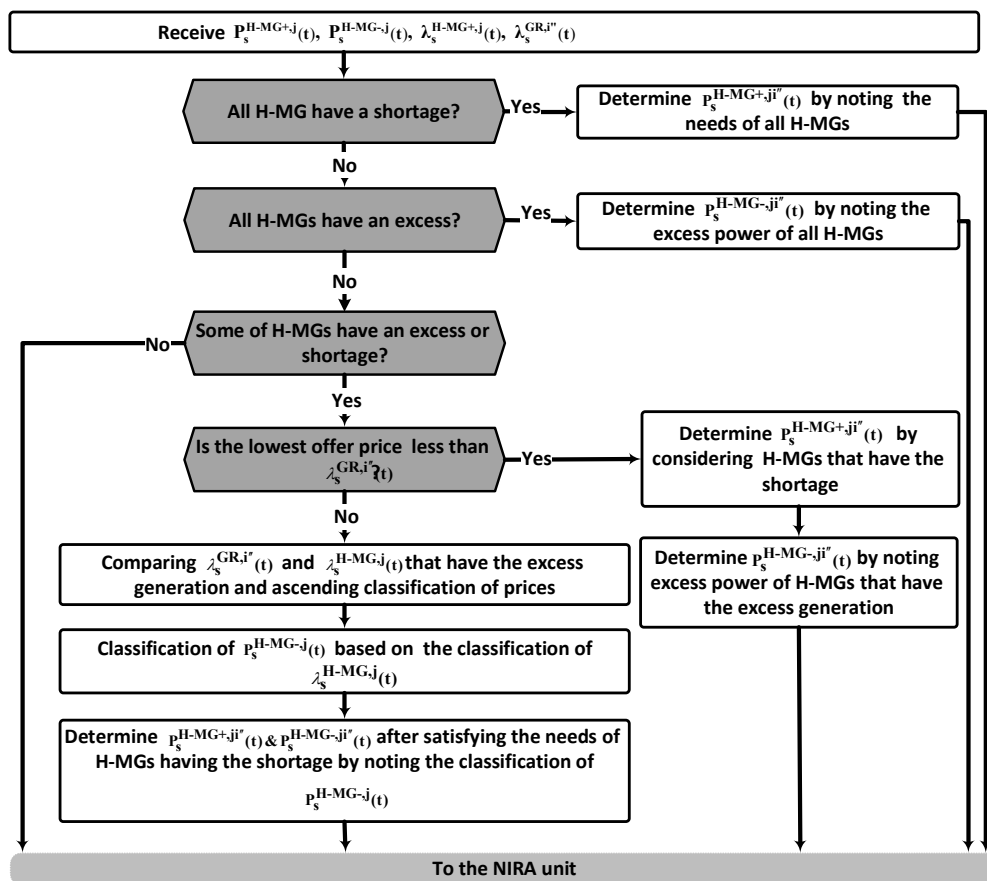 Receive P_s^{H-MG+,j}(t), P_s^{H-MG-,j}(t), λ_s^{H-MG+,j}(t), λ_s^{GR,i"}(t)
All H-MG have a shortage?
Yes
Determine P_s^{H-MG+,ji″}(t) by noting the
needs of all H-MGs
No
All H-MGs have an excess?
Yes
Determine P_s^{H-MG-,ji″}(t) by noting the
excess power of all H-MGs
No
Some of H-MGs have an excess or
shortage?
No
Yes
Is the lowest offer price less than
λ_s^{GR,i″}(t)?
Yes
Determine P_s^{H-MG+,ji″}(t) by
considering H-MGs that have the
shortage
No
Comparing λ_s^{GR,i″}(t) and λ_s^{H-MG,j}(t) that have the excess
generation and ascending classification of prices
Determine P_s^{H-MG-,ji″}(t) by noting
excess power of H-MGs that have
the excess generation
Classification of P_s^{H-MG-,j}(t) based on the classification of
λ_s^{H-MG,j}(t)
Determine P_s^{H-MG+,ji″}(t) & P_s^{H-MG-,ji″}(t) after satisfying the needs of
H-MGs having the shortage by noting the classification of
P_s^{H-MG-,j}(t)
To the NIRA unit